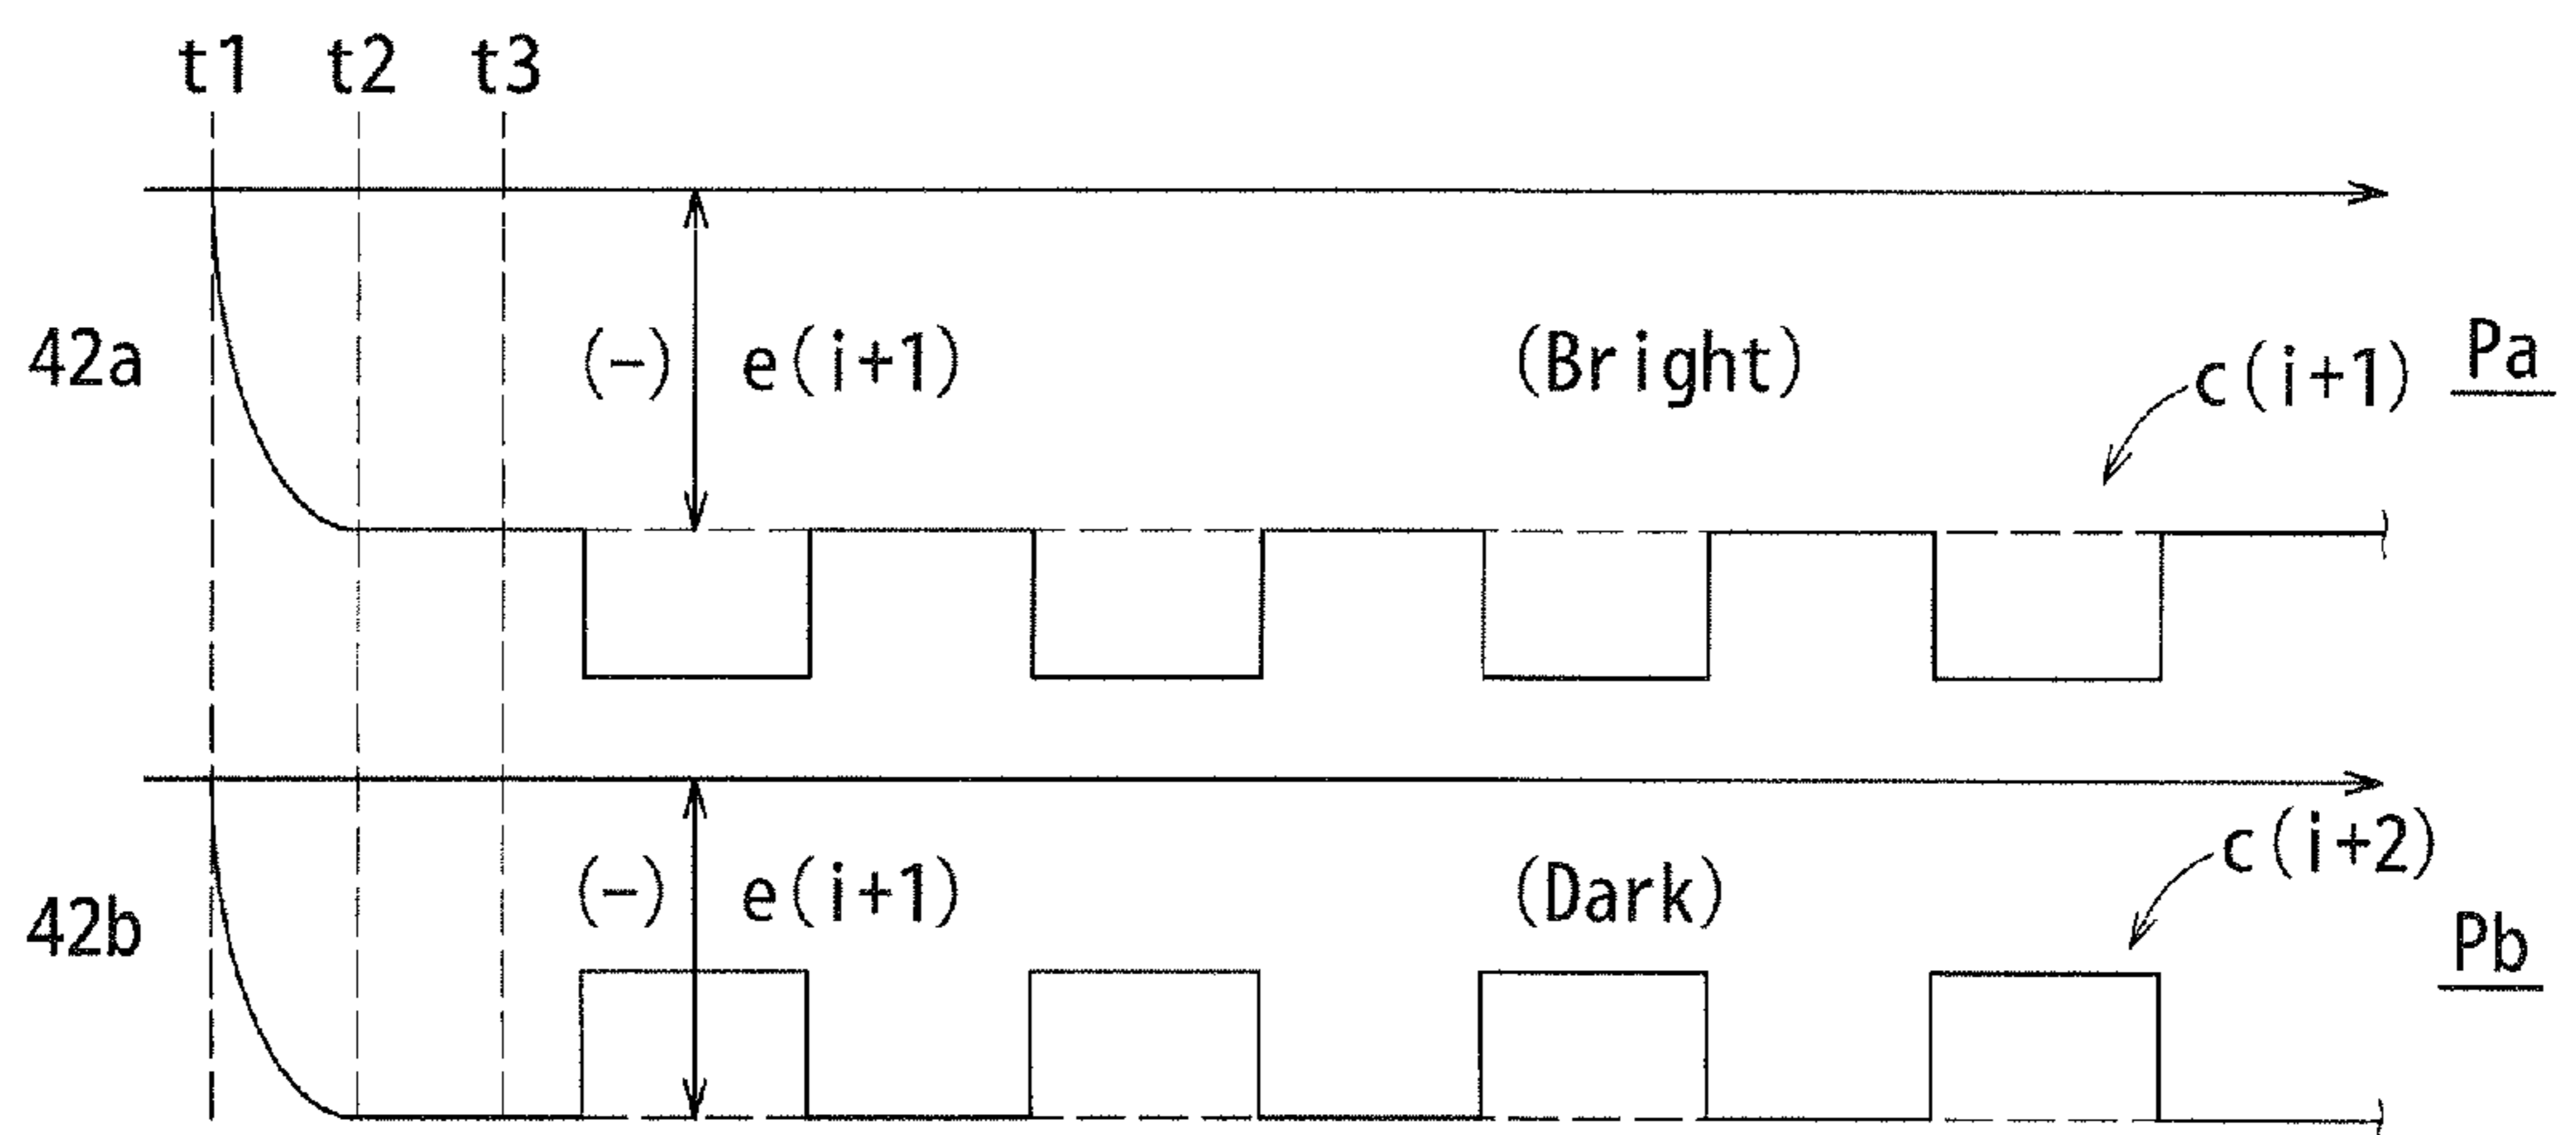 t1 t2 t3
42a (-) e(i+1) (Bright) c(i+1) Pa
42b (-) e(i+1) (Dark) c(i+2) Pb